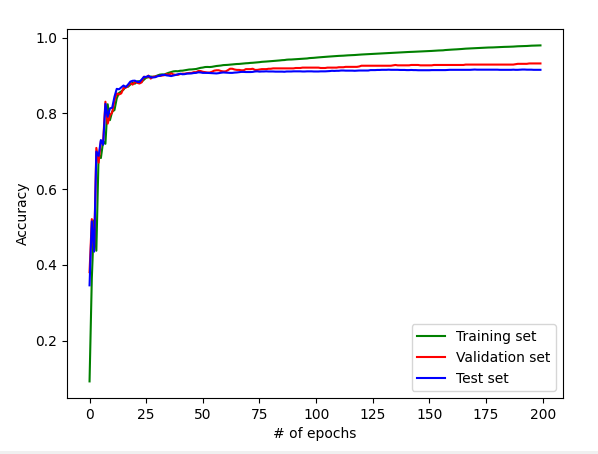 1.0
0.8
0.6
0.4
0.2
Accuracy
0 25 50 75 100 125 150 175 200
# of epochs
Training set
Validation set
Test set